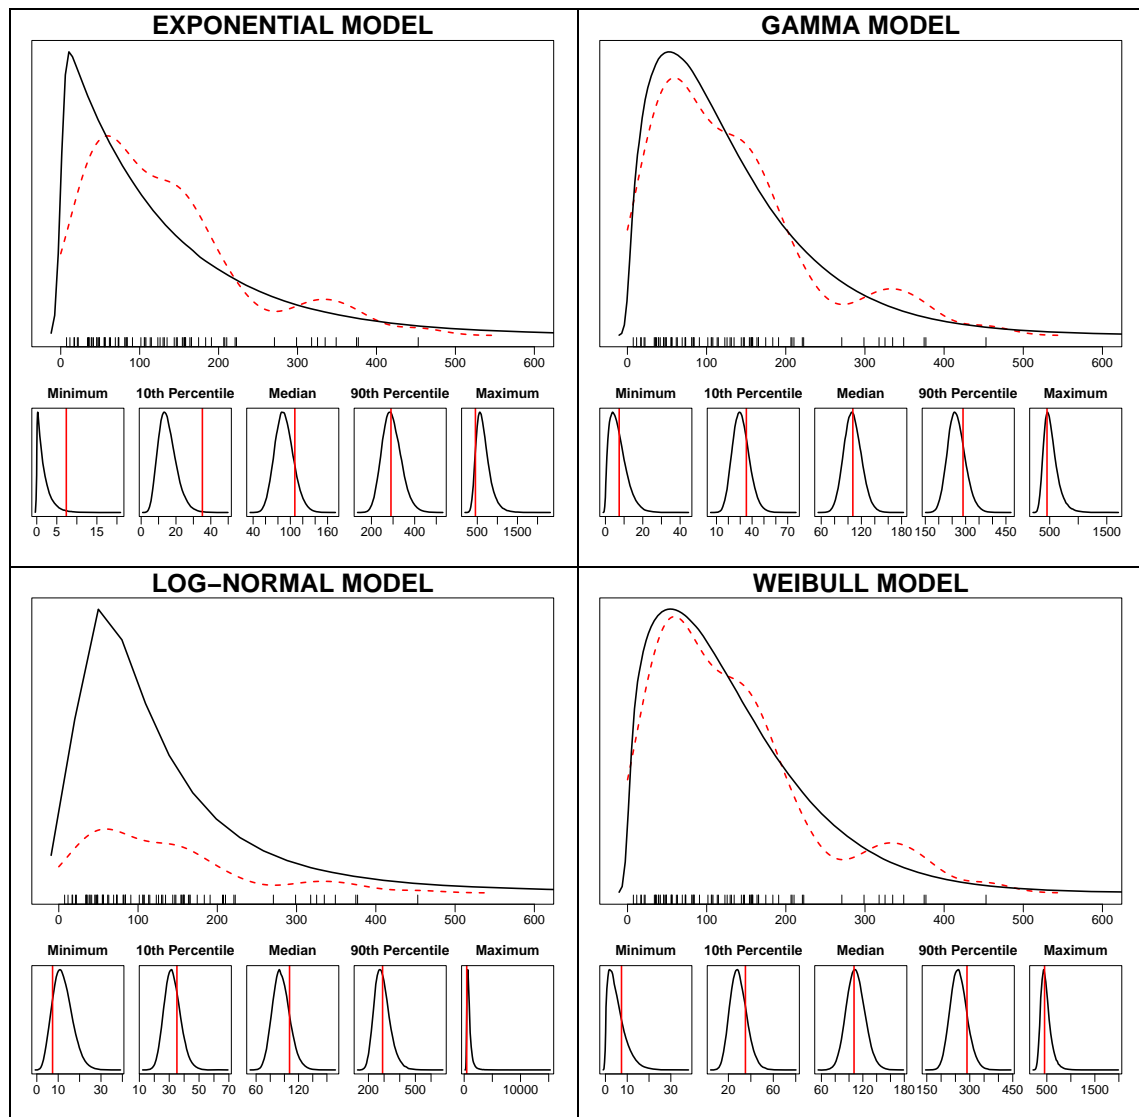 EXPONENTIAL MODEL
0 100 200 300 400 500 600
Minimum 10th Percentile Median 90th Percentile Maximum
0 5 15 0 20 40 40 100 160 200 400 500 1500
GAMMA MODEL
0 100 200 300 400 500 600
Minimum 10th Percentile Median 90th Percentile Maximum
0 20 40 10 40 70 60 120 180 150 300 450 500 1500
LOG−NORMAL MODEL
0 100 200 300 400 500 600
Minimum 10th Percentile Median 90th Percentile Maximum
0 10 30 10 30 50 70 60 120 200 500 0 10000
WEIBULL MODEL
0 100 200 300 400 500 600
Minimum 10th Percentile Median 90th Percentile Maximum
0 10 30 20 60 60 120 180 150 300 450 500 1500